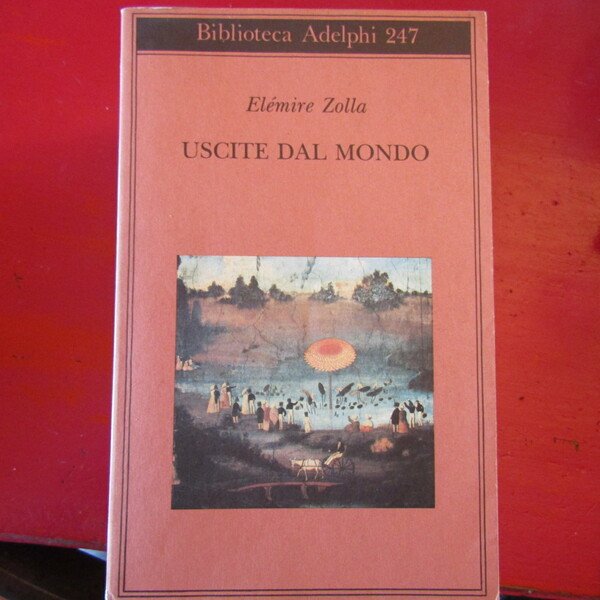 Biblioteca Adelphi 247
Elémire Zolla
USCITE DAL MONDO